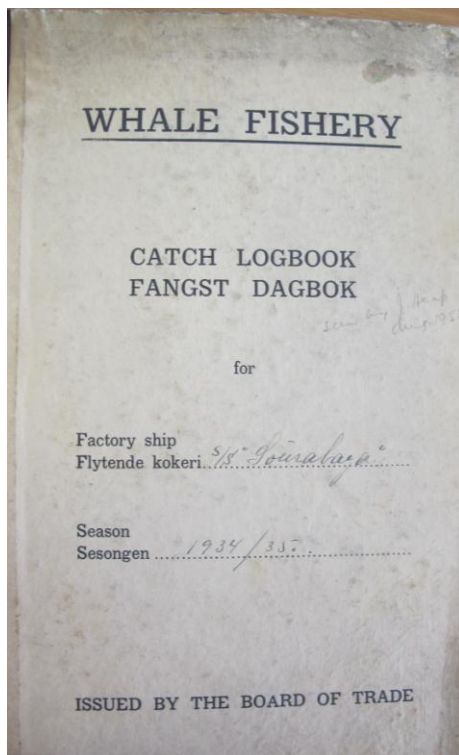 WHALE FISHERY
CATCH LOGBOOK
FANGST DAGBOK
for
Factory ship
Flytende kokeri S/S "Sourabaya"
Season
Sesongen 1934/35.
ISSUED BY THE BOARD OF TRADE